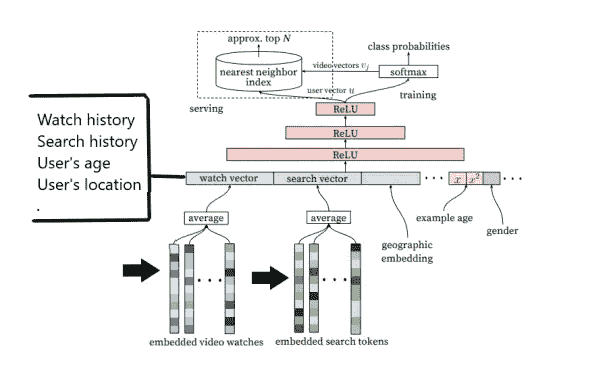 approx. top N
class probabilities
nearest neighbor
index
video vectors vj
softmax
user vector u
serving
training
ReLU
ReLU
ReLU
Watch history
Search history
User's age
User's location
.
watch vector
search vector
...
x
x²
...
average
average
example age
gender
geographic
embedding
...
...
embedded video watches
embedded search tokens